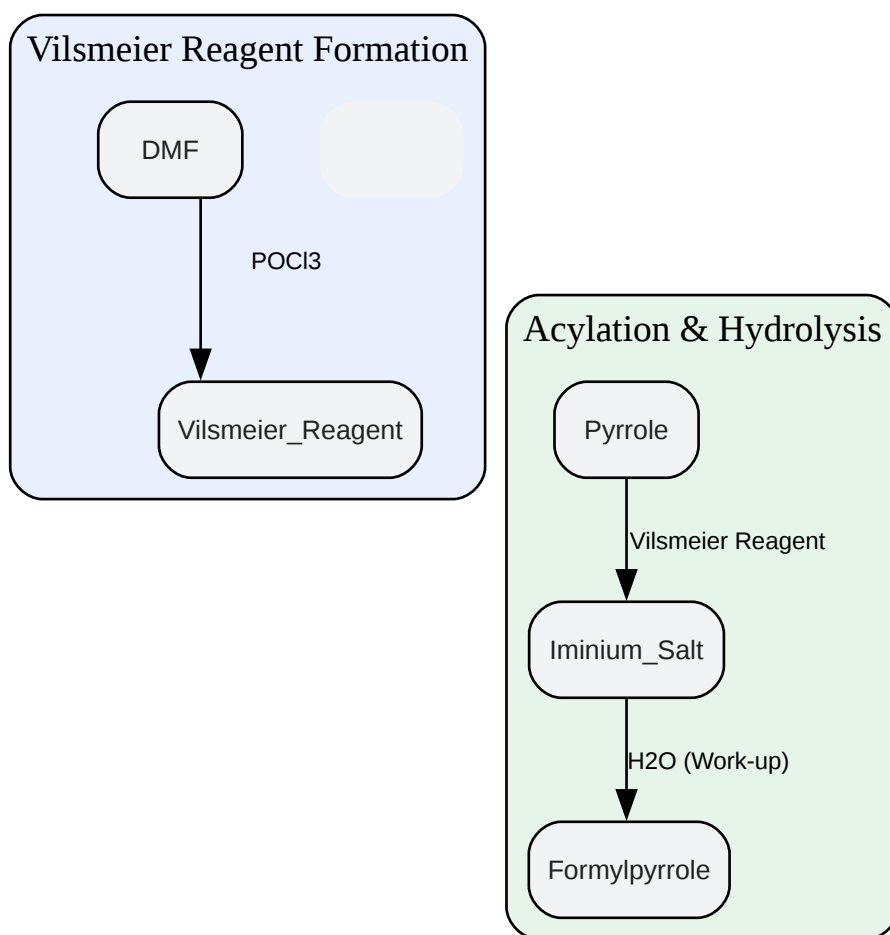 Vilsmeier Reagent Formation
DMF
POCl3
Vilsmeier_Reagent
Acylation & Hydrolysis
Pyrrole
Vilsmeier Reagent
Iminium_Salt
H2O (Work-up)
Formylpyrrole